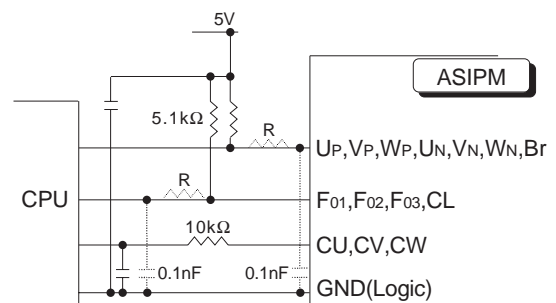 5V
ASIPM
5.1kΩ
R
UP,VP,WP,UN,VN,WN,Br
R
CPU
F01,F02,F03,CL
10kΩ
CU,CV,CW
0.1nF
0.1nF
GND(Logic)